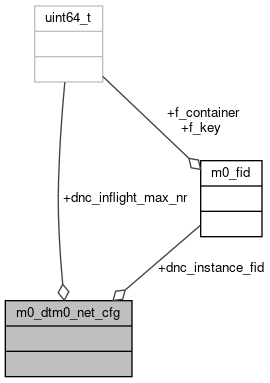 uint64_t
+f_container
+f_key
m0_fid
+dnc_inflight_max_nr
+dnc_instance_fid
m0_dtm0_net_cfg